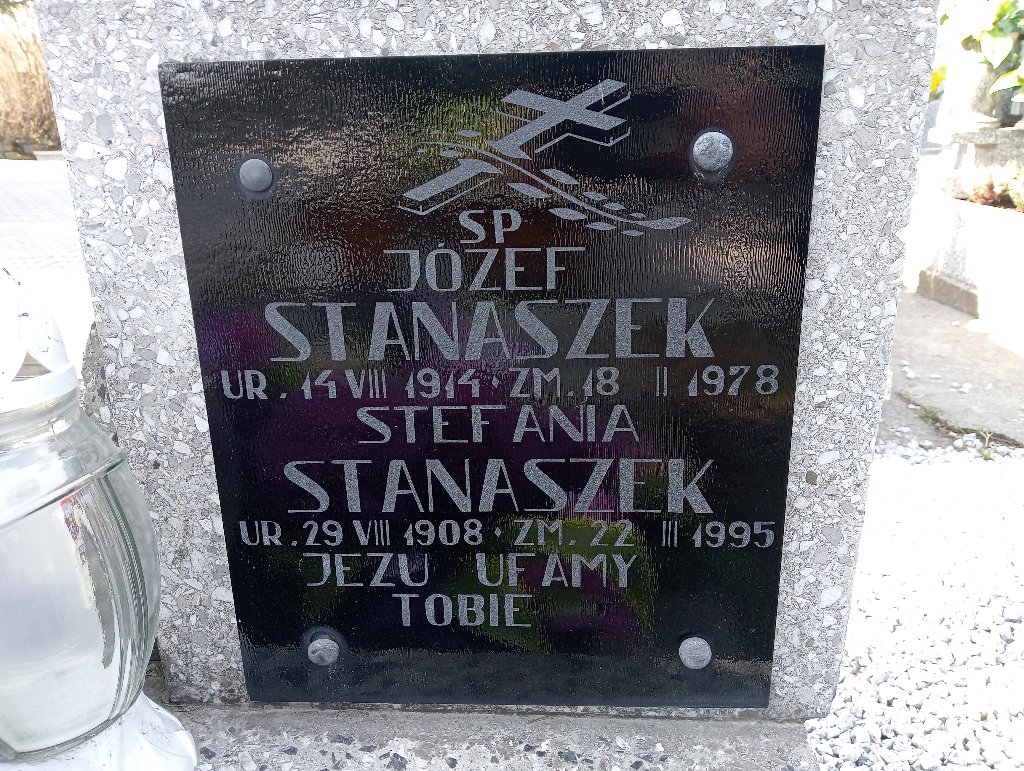 SP
JÓZEF
STANASZEK
UR. 14 VIII 1914 · ZM. 18 II 1978
STEFANIA
STANASZEK
UR. 29 VIII 1908 · ZM. 22 III 1995
JEZU UFAMY
TOBIE